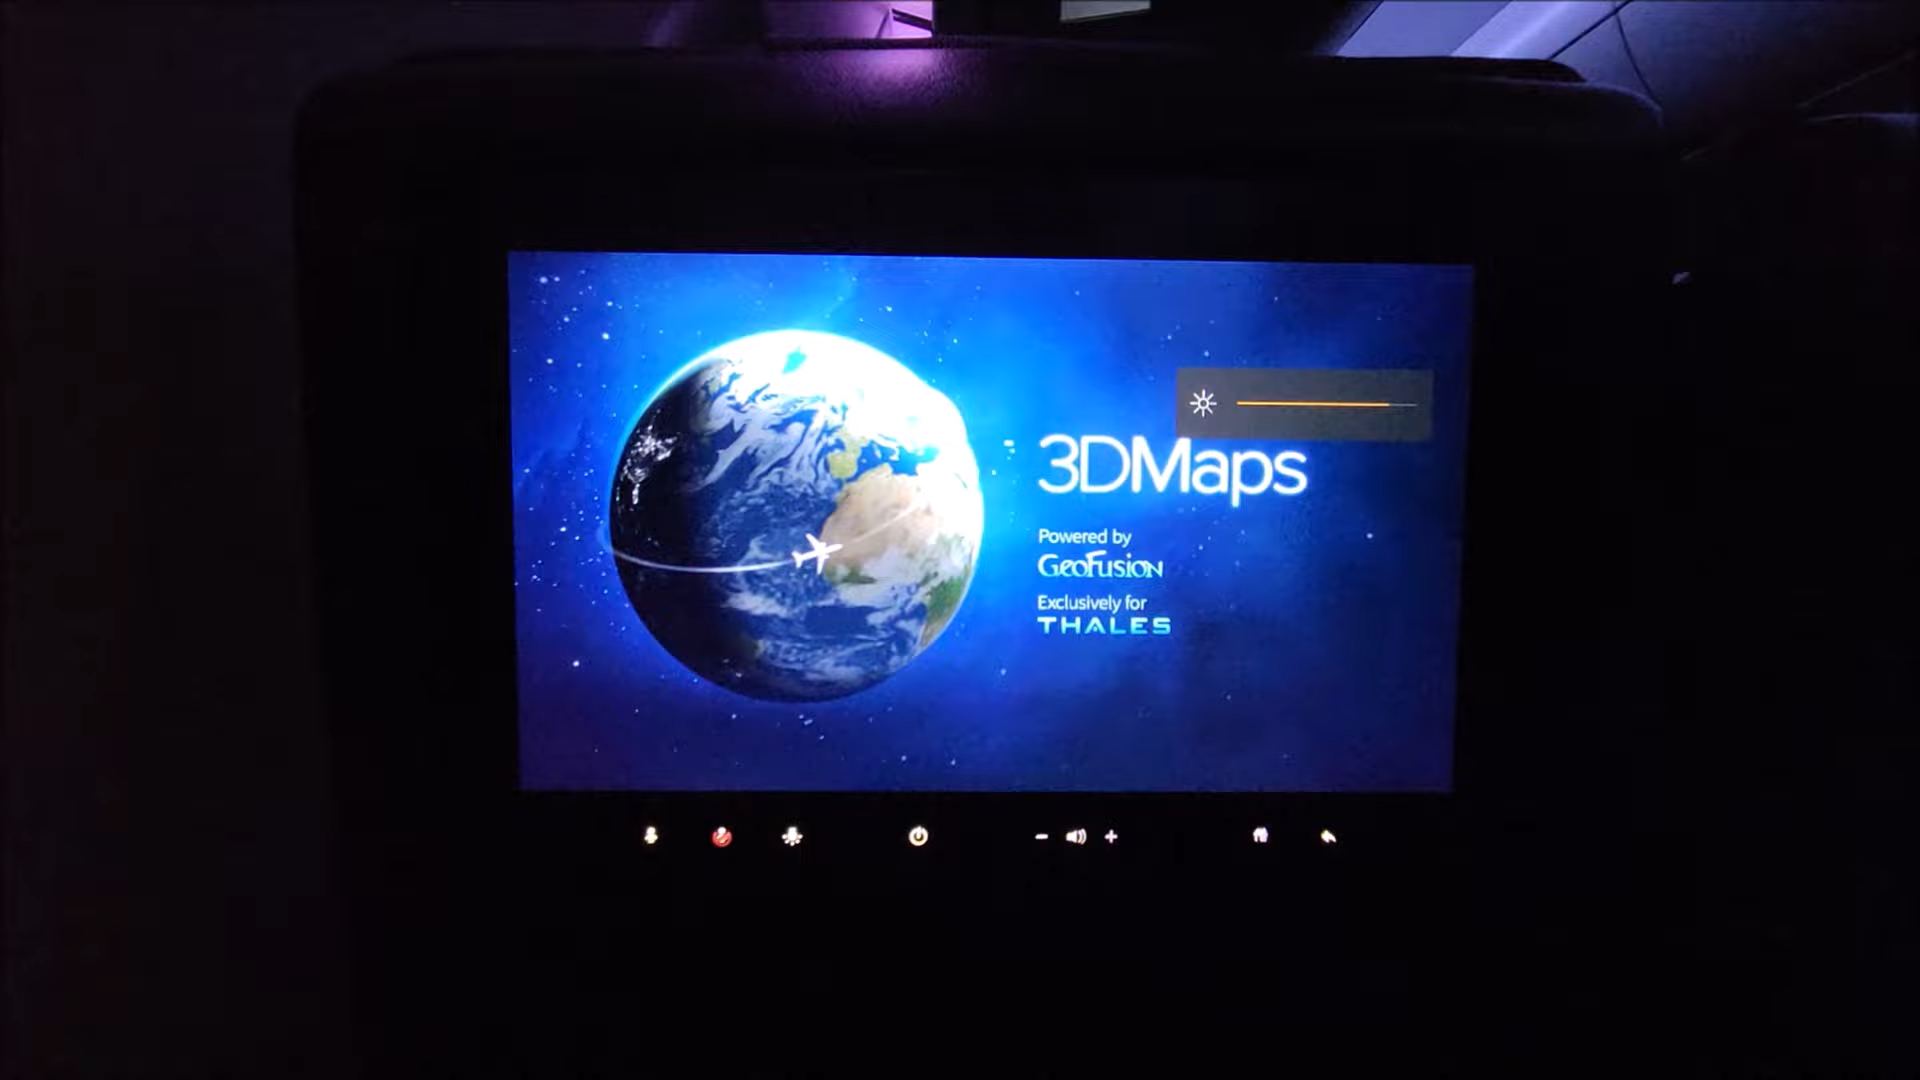 3DMaps
Powered by
GEOFUSION
Exclusively for
THALES